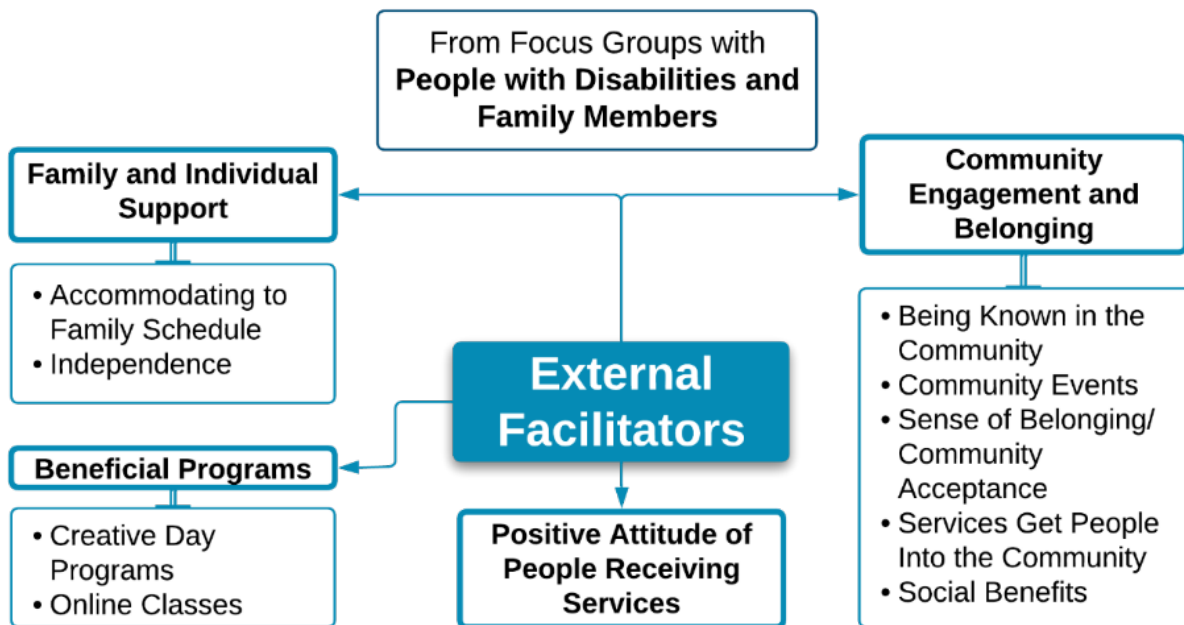 From Focus Groups with
People with Disabilities and
Family Members
Family and Individual
Support
• Accommodating to
Family Schedule
• Independence
Beneficial Programs
• Creative Day
Programs
• Online Classes
External
Facilitators
Positive Attitude of
People Receiving
Services
Community
Engagement and
Belonging
• Being Known in the
Community
• Community Events
• Sense of Belonging/
Community
Acceptance
• Services Get People
Into the Community
• Social Benefits